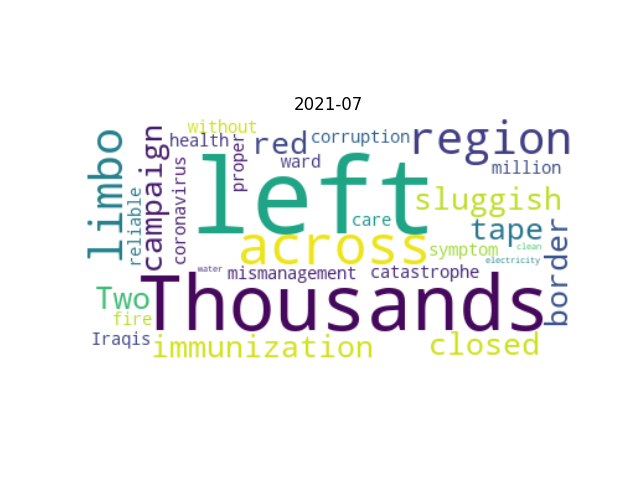 2021-07
without
health
red
corruption
region
limbo
campaign
coronavirus
proper
ward
million
left
reliable
care
sluggish
tape
across
symptom
clean
electricity
border
water
mismanagement
catastrophe
Two
Thousands
fire
Iraqis
immunization
closed